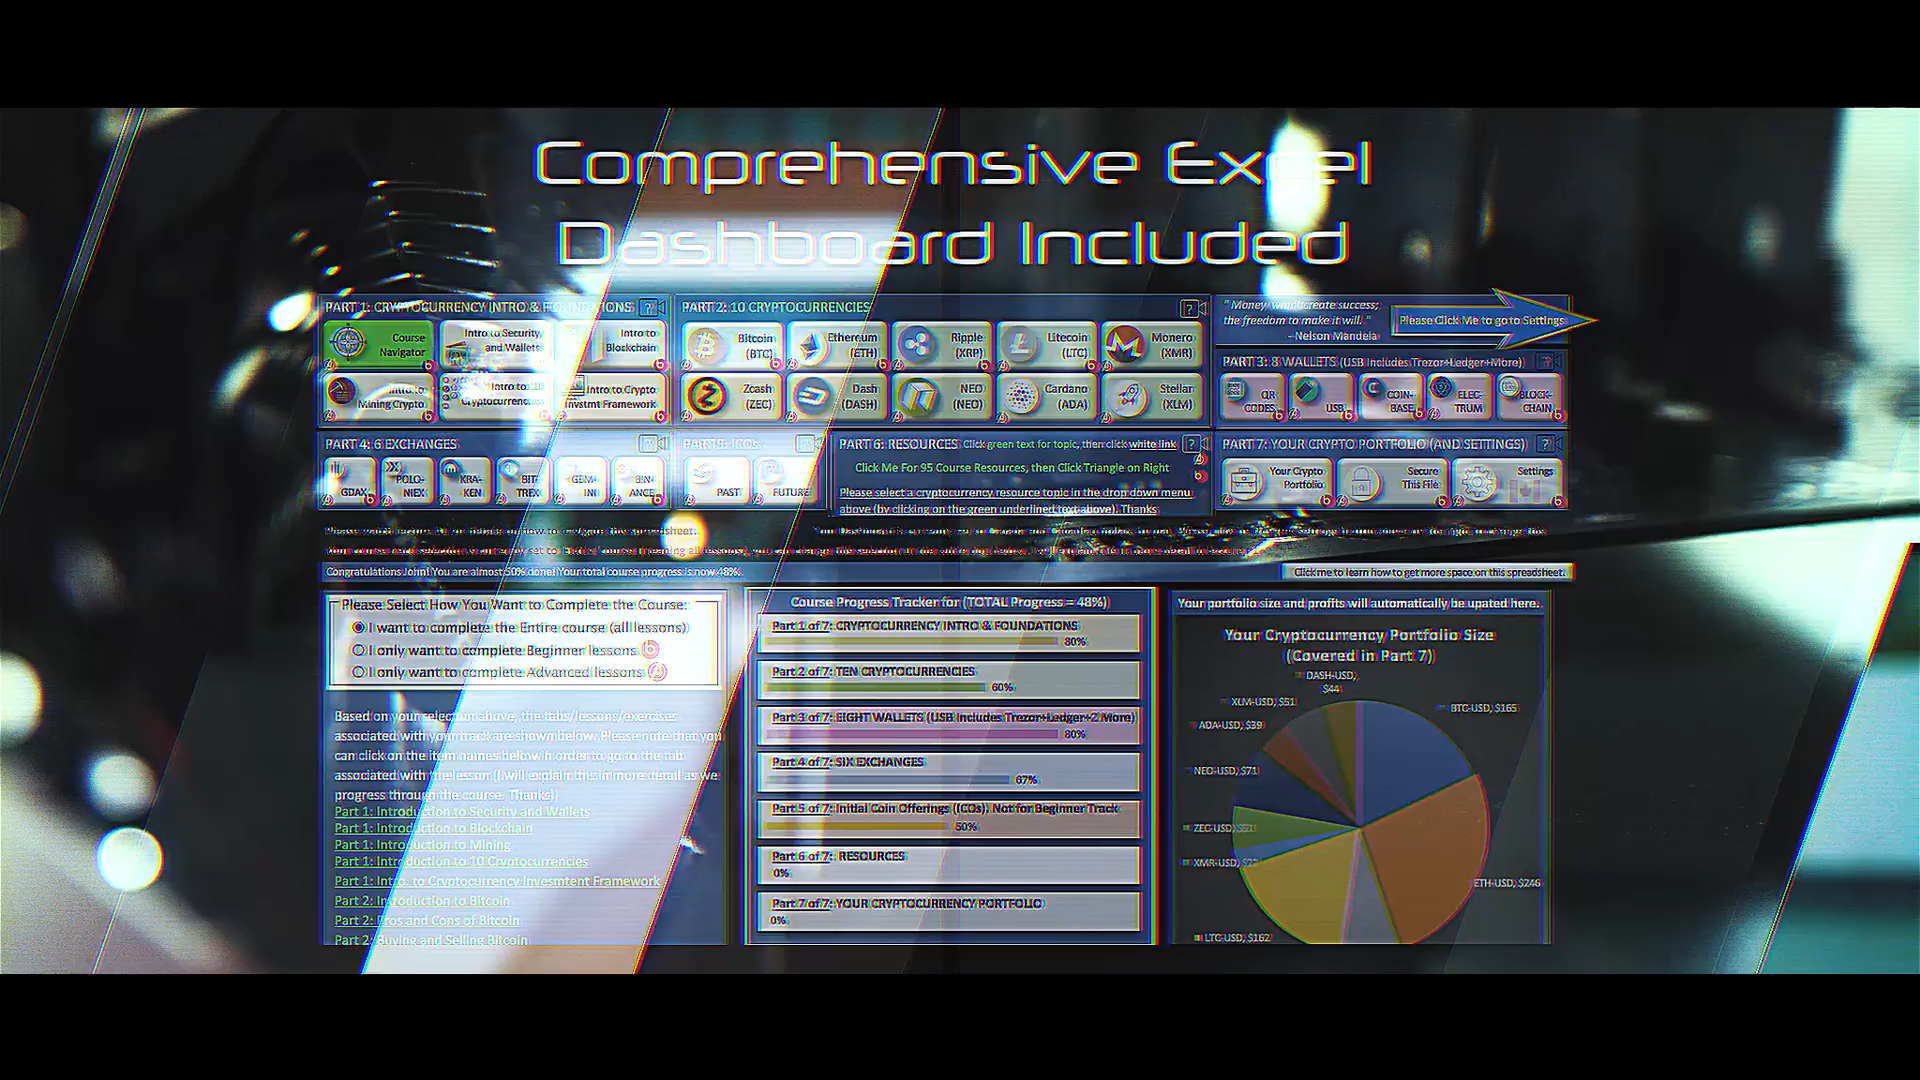 Comprehensive Excel
Dashboard Included
PART 1: CRYPTOCURRENCY INTRO & FOUNDATIONS
?
Course
Navigator
Intro to Security
and Wallets
Intro to
Blockchain
Intro to
Mining Crypto
Intro to 10
Cryptocurrencies
Intro to Crypto
Invstmt Framework
PART 2: 10 CRYPTOCURRENCIES
?
Bitcoin
(BTC)
Ethereum
(ETH)
Ripple
(XRP)
Litecoin
(LTC)
Monero
(XMR)
Zcash
(ZEC)
Dash
(DASH)
NEO
(NEO)
Cardano
(ADA)
Stellar
(XLM)
"Money won't create success;
the freedom to make it will."
–Nelson Mandela
Please Click Me to go to Settings
PART 3: 8 WALLETS (USB Includes Trezor+Ledger+More)
?
QR
CODES
USB
COIN-
BASE
ELEC-
TRUM
BLOCK-
CHAIN
PART 4: 6 EXCHANGES
?
GDAX
POLO-
NIEX
KRA-
KEN
BIT-
TREX
GEM-
INI
BIN-
ANCE
PART 5: ICOS
?
PAST
FUTURE
PART 6: RESOURCES Click green text for topic, then click white link
?
Click Me For 95 Course Resources, then Click Triangle on Right
Please select a cryptocurrency resource topic in the drop down menu
above (by clicking on the green underlined text above). Thanks
PART 7: YOUR CRYPTO PORTFOLIO (AND SETTINGS)
?
Your Crypto
Portfolio
Secure
This File
Settings
Congratulations John! You are almost 50% done! Your total course progress is now 48%.
Click me to learn how to get more space on this spreadsheet.
Please Select How You Want to Complete the Course:
I want to complete the Entire course (all lessons)
I only want to complete Beginner lessons
I only want to complete Advanced lessons
Based on your selection above, the tabs/lessons/exercises
associated with your track are shown below. Please note that you
can click on the item names below in order to go to the tab
associated with the lesson (I will explain this in more detail as we
progress through the course. Thanks)
Part 1: Introduction to Security and Wallets
Part 1: Introduction to Blockchain
Part 1: Introduction to Mining
Part 1: Introduction to 10 Cryptocurrencies
Part 1: Intro. to Cryptocurrency Invesmtent Framework
Part 2: Introduction to Bitcoin
Part 2: Pros and Cons of Bitcoin
Part 2: Buying and Selling Bitcoin
Course Progress Tracker for (TOTAL Progress = 48%)
Part 1 of 7: CRYPTOCURRENCY INTRO & FOUNDATIONS
80%
Part 2 of 7: TEN CRYPTOCURRENCIES
60%
Part 3 of 7: EIGHT WALLETS (USB Includes Trezor+Ledger+2 More)
80%
Part 4 of 7: SIX EXCHANGES
67%
Part 5 of 7: Initial Coin Offerings (ICOs). Not for Beginner Track
50%
Part 6 of 7: RESOURCES
0%
Part 7 of 7: YOUR CRYPTOCURRENCY PORTFOLIO
0%
Your portfolio size and profits will automatically be upated here.
Your Cryptocurrency Portfolio Size
(Covered in Part 7)
DASH-USD,
$44
XLM-USD, $51
BTC-USD, $165
ADA-USD, $39
NEO-USD, $71
ZEC-USD,
XMR-USD,
ETH-USD, $246
LTC-USD, $162